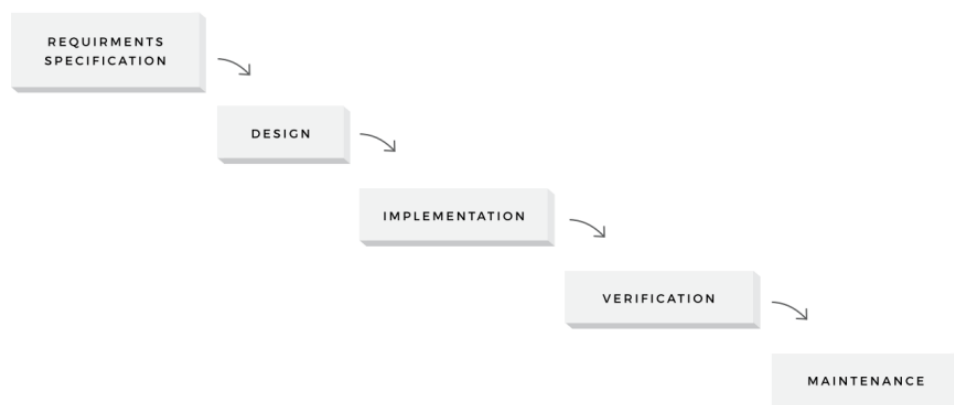 REQUIRMENTS
SPECIFICATION
DESIGN
IMPLEMENTATION
VERIFICATION
MAINTENANCE